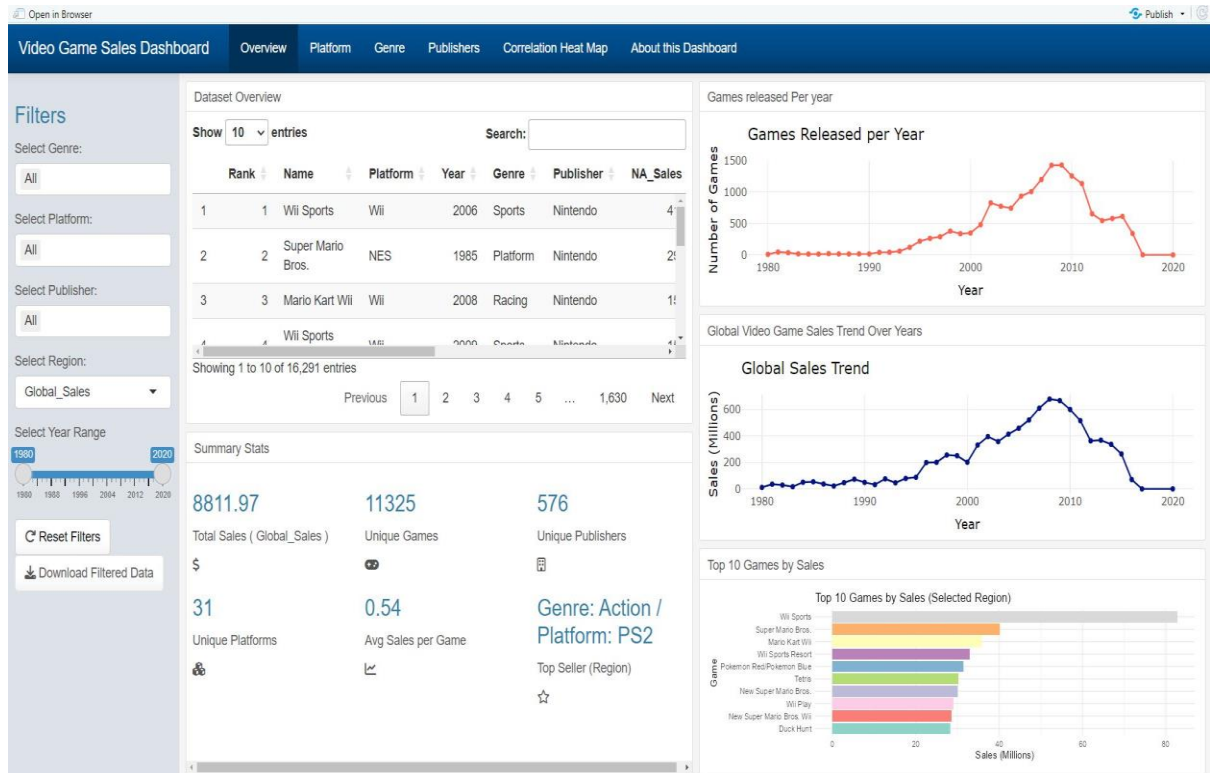 Open in Browser
Publish
Video Game Sales Dashboard
Overview
Platform
Genre
Publishers
Correlation Heat Map
About this Dashboard
Filters
Select Genre:
All
Select Platform:
All
Select Publisher:
All
Select Region:
Global_Sales
Select Year Range
1980 2020
1980 1988 1996 2004 2012 2020
Reset Filters
Download Filtered Data
Dataset Overview
Show 10 entries
Search:
Rank Name Platform Year Genre Publisher NA_Sales
1 1 Wii Sports Wii 2006 Sports Nintendo 4
2 2 Super Mario Bros. NES 1985 Platform Nintendo 29
3 3 Mario Kart Wii Wii 2008 Racing Nintendo 15
4 4 Wii Sports Wii 2009 Sports Nintendo
Showing 1 to 10 of 16,291 entries
Previous 1 2 3 4 5 ... 1,630 Next
Summary Stats
8811.97
Total Sales ( Global_Sales )
$
11325
Unique Games
576
Unique Publishers
31
Unique Platforms
0.54
Avg Sales per Game
Genre: Action /
Platform: PS2
Top Seller (Region)
Games released Per year
Games Released per Year
Number of Games
1500
1000
500
0
1980 1990 2000 2010 2020
Year
Global Video Game Sales Trend Over Years
Global Sales Trend
Sales (Millions)
600
400
200
0
1980 1990 2000 2010 2020
Year
Top 10 Games by Sales
Top 10 Games by Sales (Selected Region)
Game
Wii Sports
Super Mario Bros.
Mario Kart Wii
Wii Sports Resort
Pokemon Red/Pokemon Blue
Tetris
New Super Mario Bros.
Wii Play
New Super Mario Bros. Wii
Duck Hunt
0 20 40 60 80
Sales (Millions)